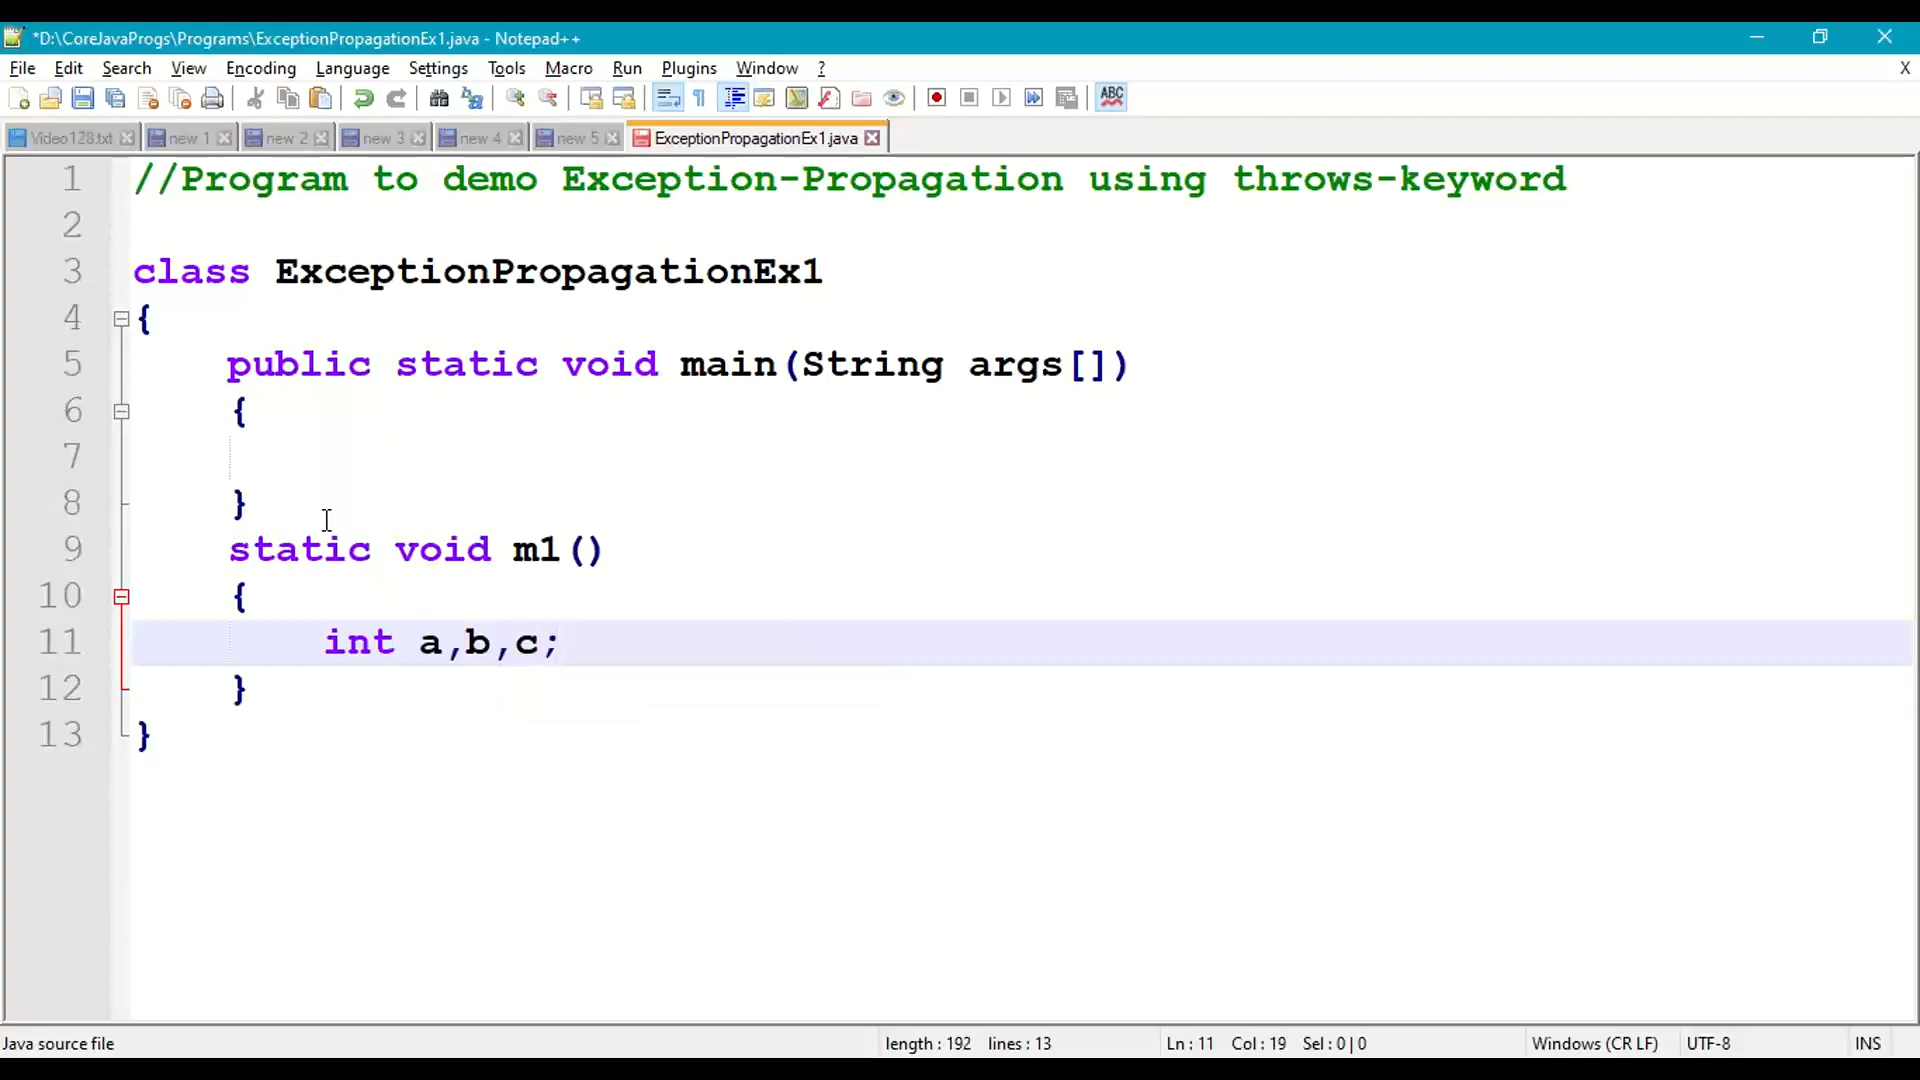 *D:\CoreJavaProgs\Programs\ExceptionPropagationEx1.java - Notepad++
File Edit Search View Encoding Language Settings Tools Macro Run Plugins Window ? X
ABC
Video128.txt new 1 new 2 new 3 new 4 new 5 ExceptionPropagationEx1.java
1 //Program to demo Exception-Propagation using throws-keyword
2
3 class ExceptionPropagationEx1
4 {
5 public static void main(String args[])
6 {
7
8 }
9 static void m1()
10 {
11 int a,b,c;
12 }
13 }
Java source file length : 192 lines : 13 Ln : 11 Col : 19 Sel : 0 | 0 Windows (CR LF) UTF-8 INS